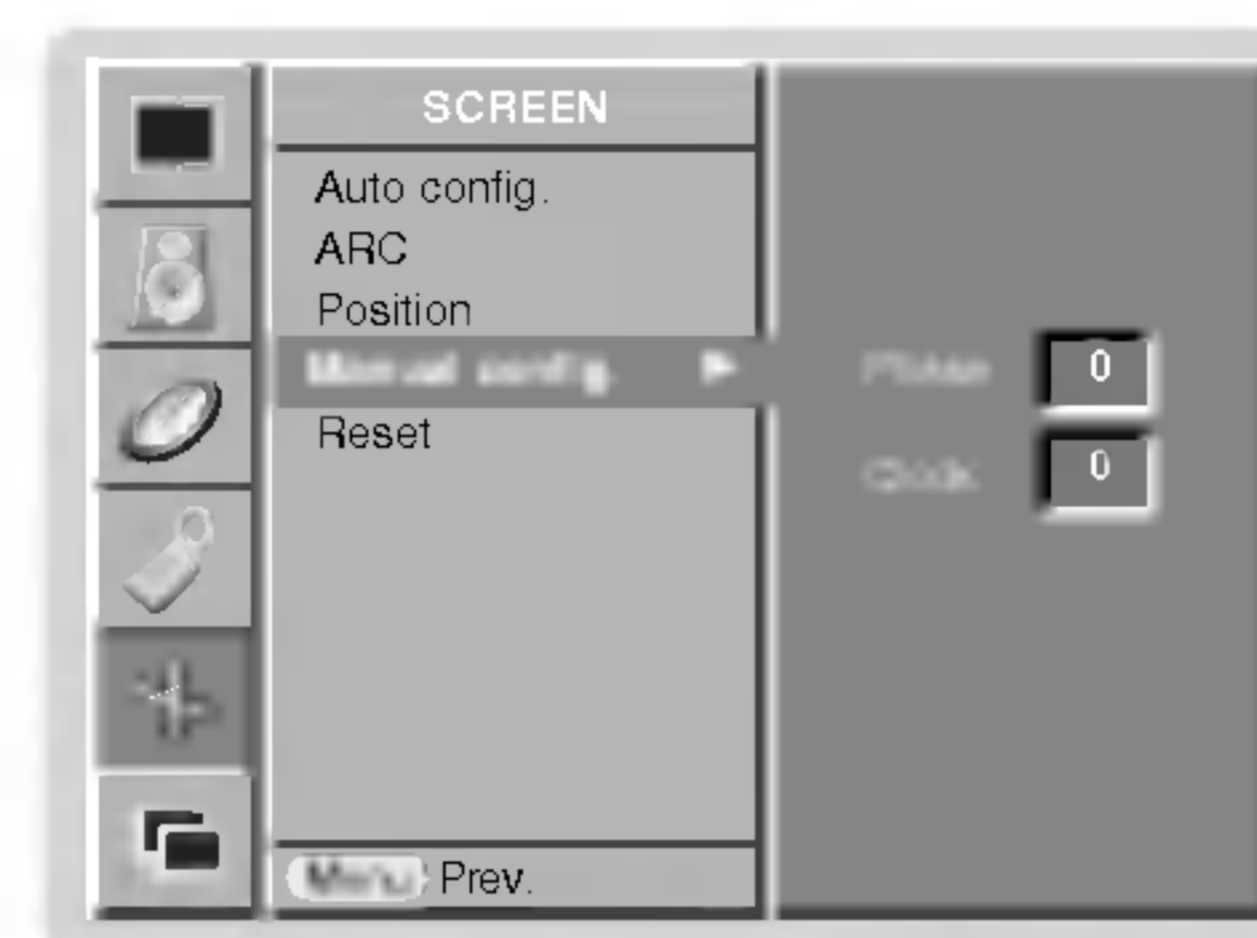 SCREEN
Auto config.
ARC
Position
Manual config.
0
Reset
0
Prev.